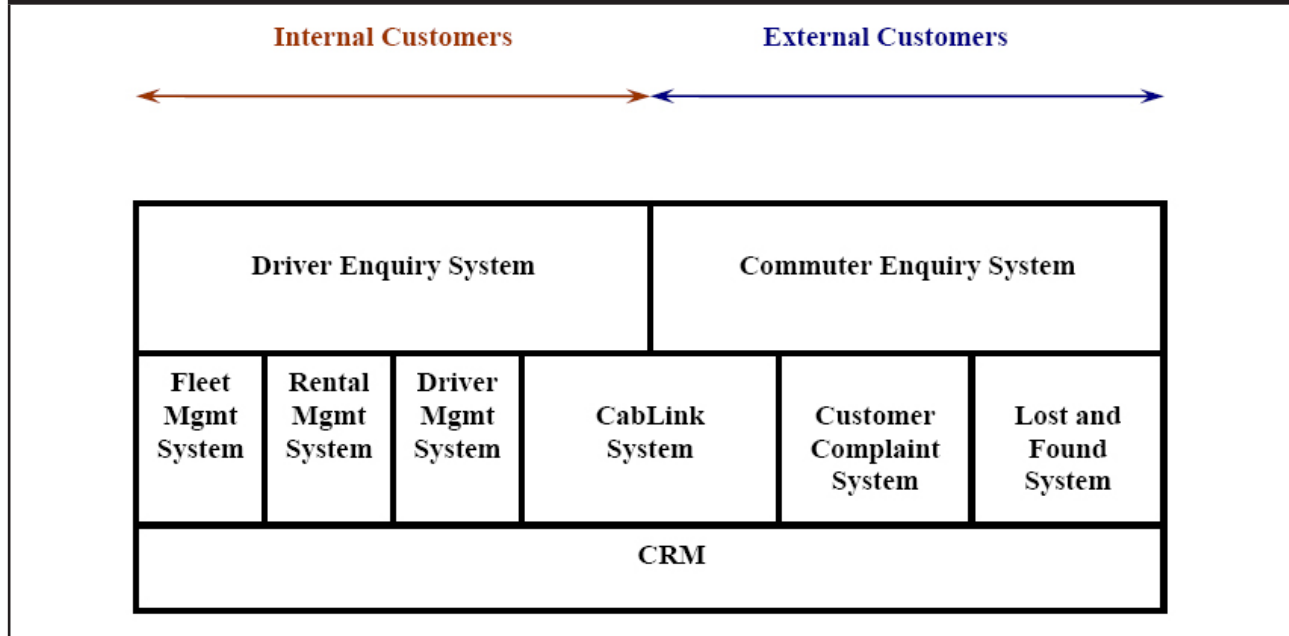 Internal Customers
External Customers
Driver Enquiry System
Commuter Enquiry System
Fleet
Mgmt
System
Rental
Mgmt
System
Driver
Mgmt
System
CabLink
System
Customer
Complaint
System
Lost and
Found
System
CRM